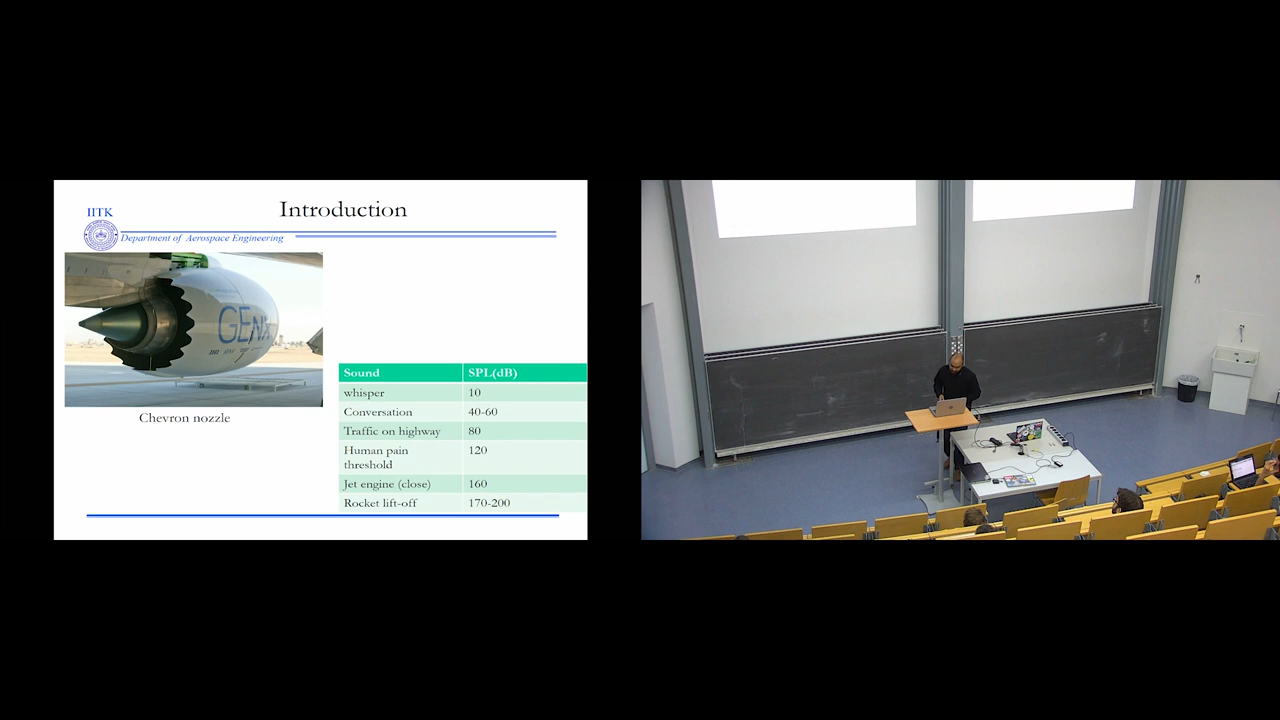 Introduction
IITK
Department of Aerospace Engineering
GEnx
Chevron nozzle
Sound SPL(dB)
whisper 10
Conversation 40-60
Traffic on highway 80
Human pain 120
threshold
Jet engine (close) 160
Rocket lift-off 170-200